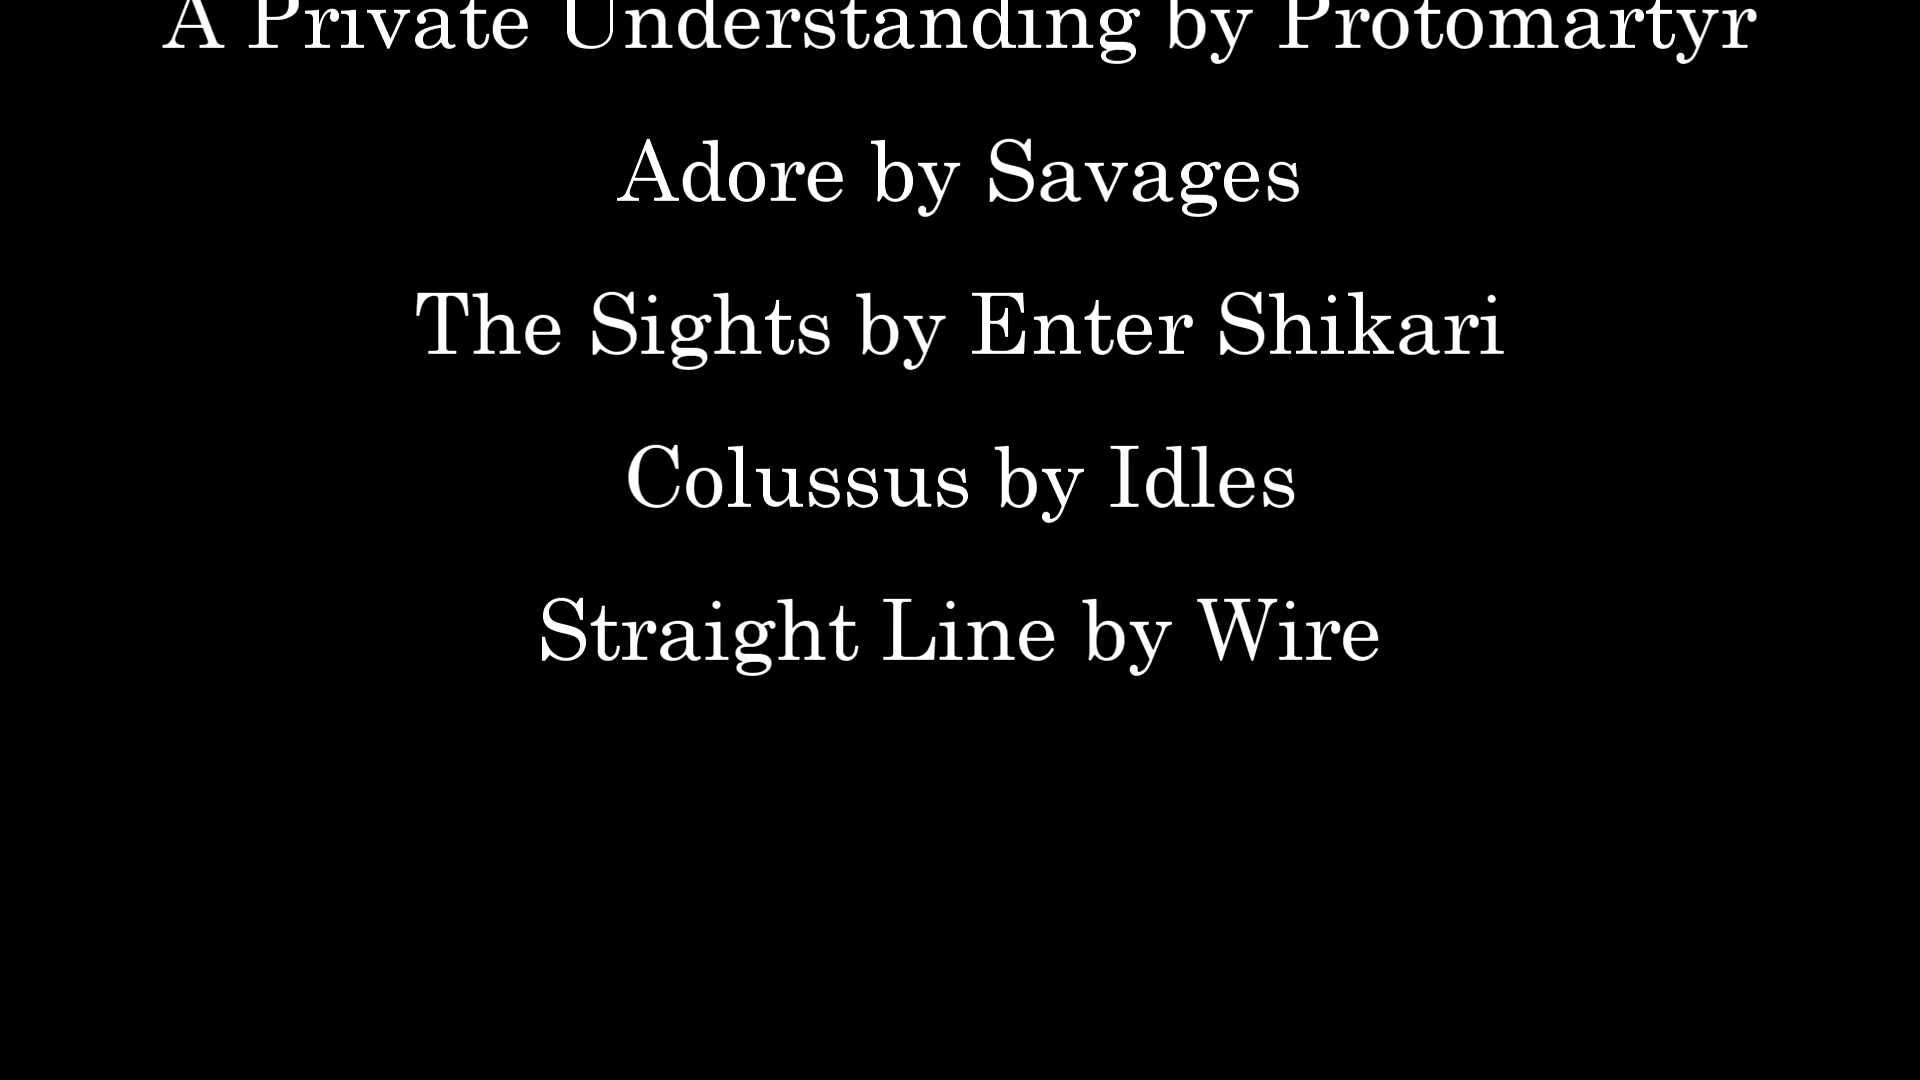 A Private Understanding by Protomartyr
Adore by Savages
The Sights by Enter Shikari
Colussus by Idles
Straight Line by Wire